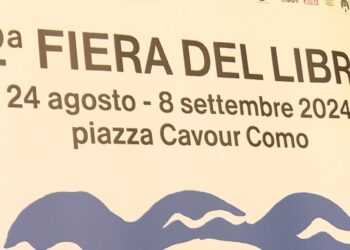 ª FIERA DEL LIBR
24 agosto - 8 settembre 2024
piazza Cavour Como